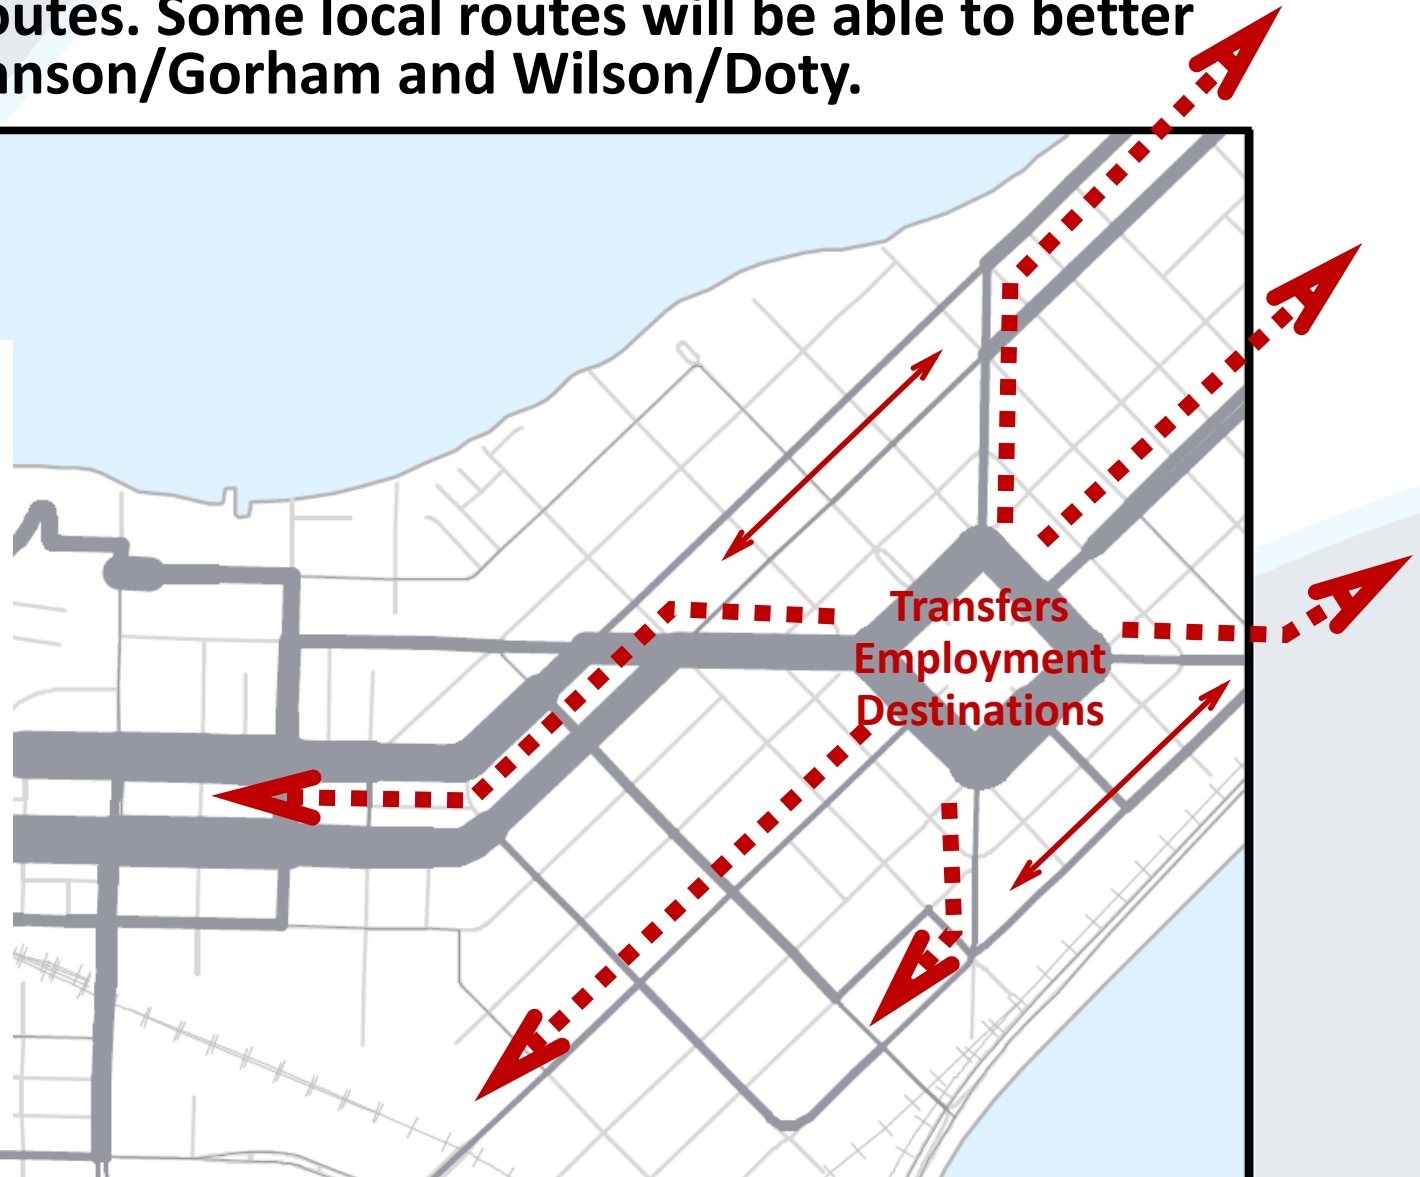 outes. Some local routes will be able to better
nson/Gorham and Wilson/Doty.
Transfers
Employment
Destinations